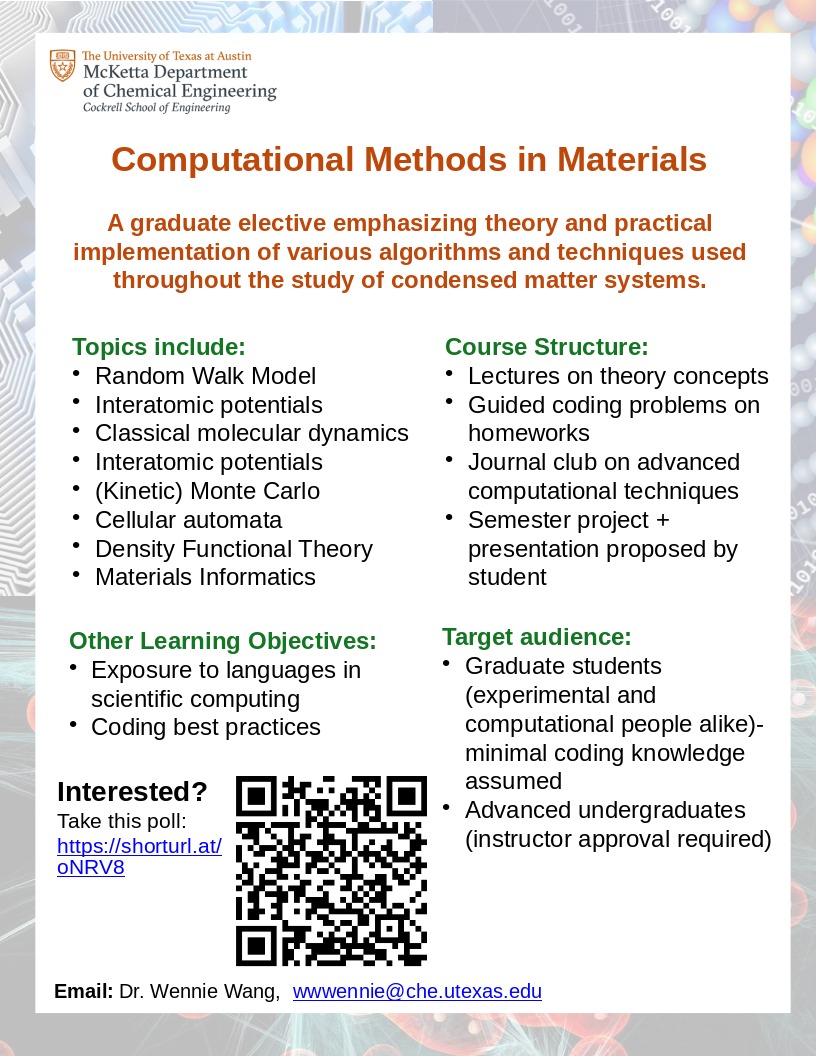 The University of Texas at Austin
McKetta Department
of Chemical Engineering
Cockrell School of Engineering
Computational Methods in Materials
A graduate elective emphasizing theory and practical
implementation of various algorithms and techniques used
throughout the study of condensed matter systems.
Topics include:
• Random Walk Model
• Interatomic potentials
• Classical molecular dynamics
• Interatomic potentials
• (Kinetic) Monte Carlo
• Cellular automata
• Density Functional Theory
• Materials Informatics
Course Structure:
• Lectures on theory concepts
• Guided coding problems on
homeworks
• Journal club on advanced
computational techniques
• Semester project +
presentation proposed by
student
Other Learning Objectives:
• Exposure to languages in
scientific computing
• Coding best practices
Target audience:
• Graduate students
(experimental and
computational people alike)-
minimal coding knowledge
assumed
• Advanced undergraduates
(instructor approval required)
Interested?
Take this poll:
https://shorturl.at/
oNRV8
Email: Dr. Wennie Wang, wwwennie@che.utexas.edu